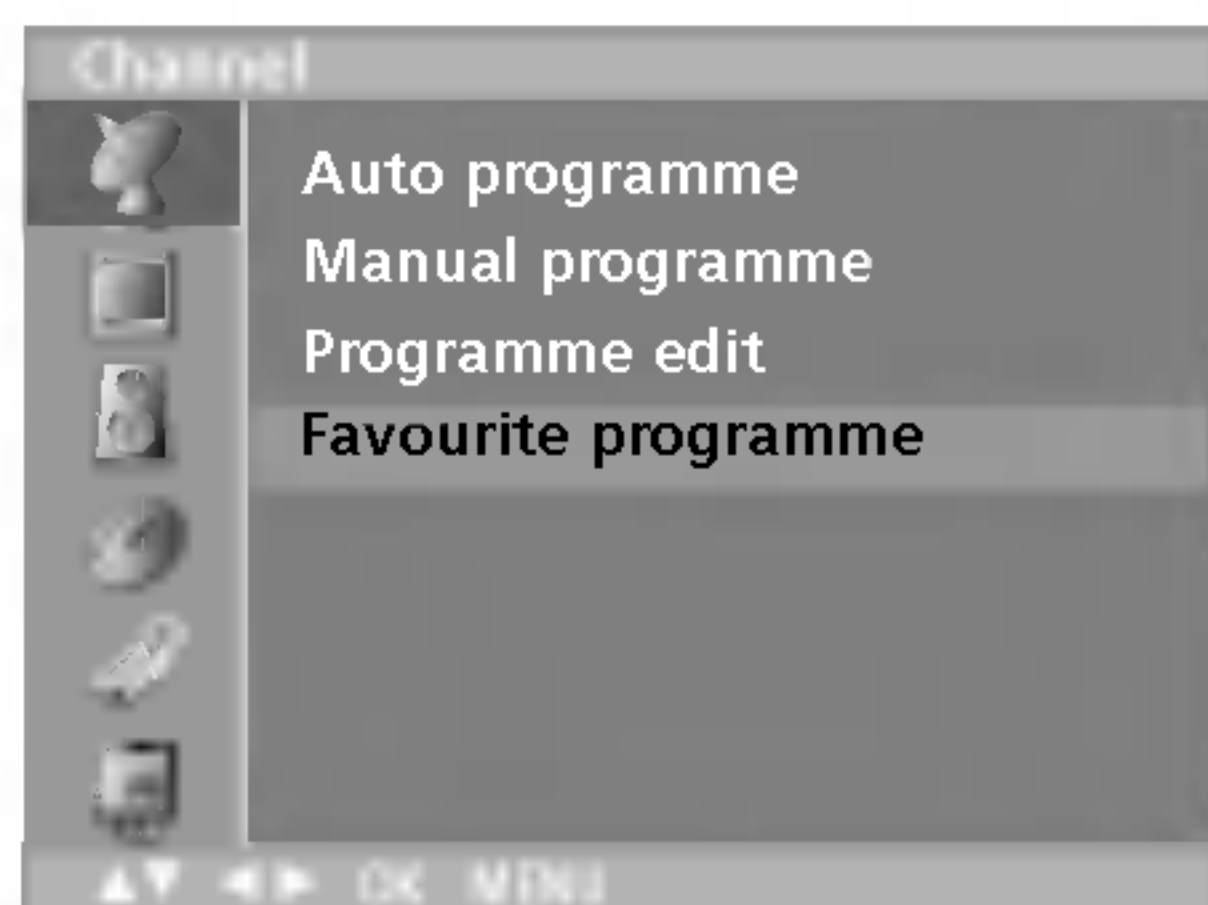 Channel
Auto programme
Manual programme
Programme edit
Favourite programme
▲▼ ◀▶ OK MENU